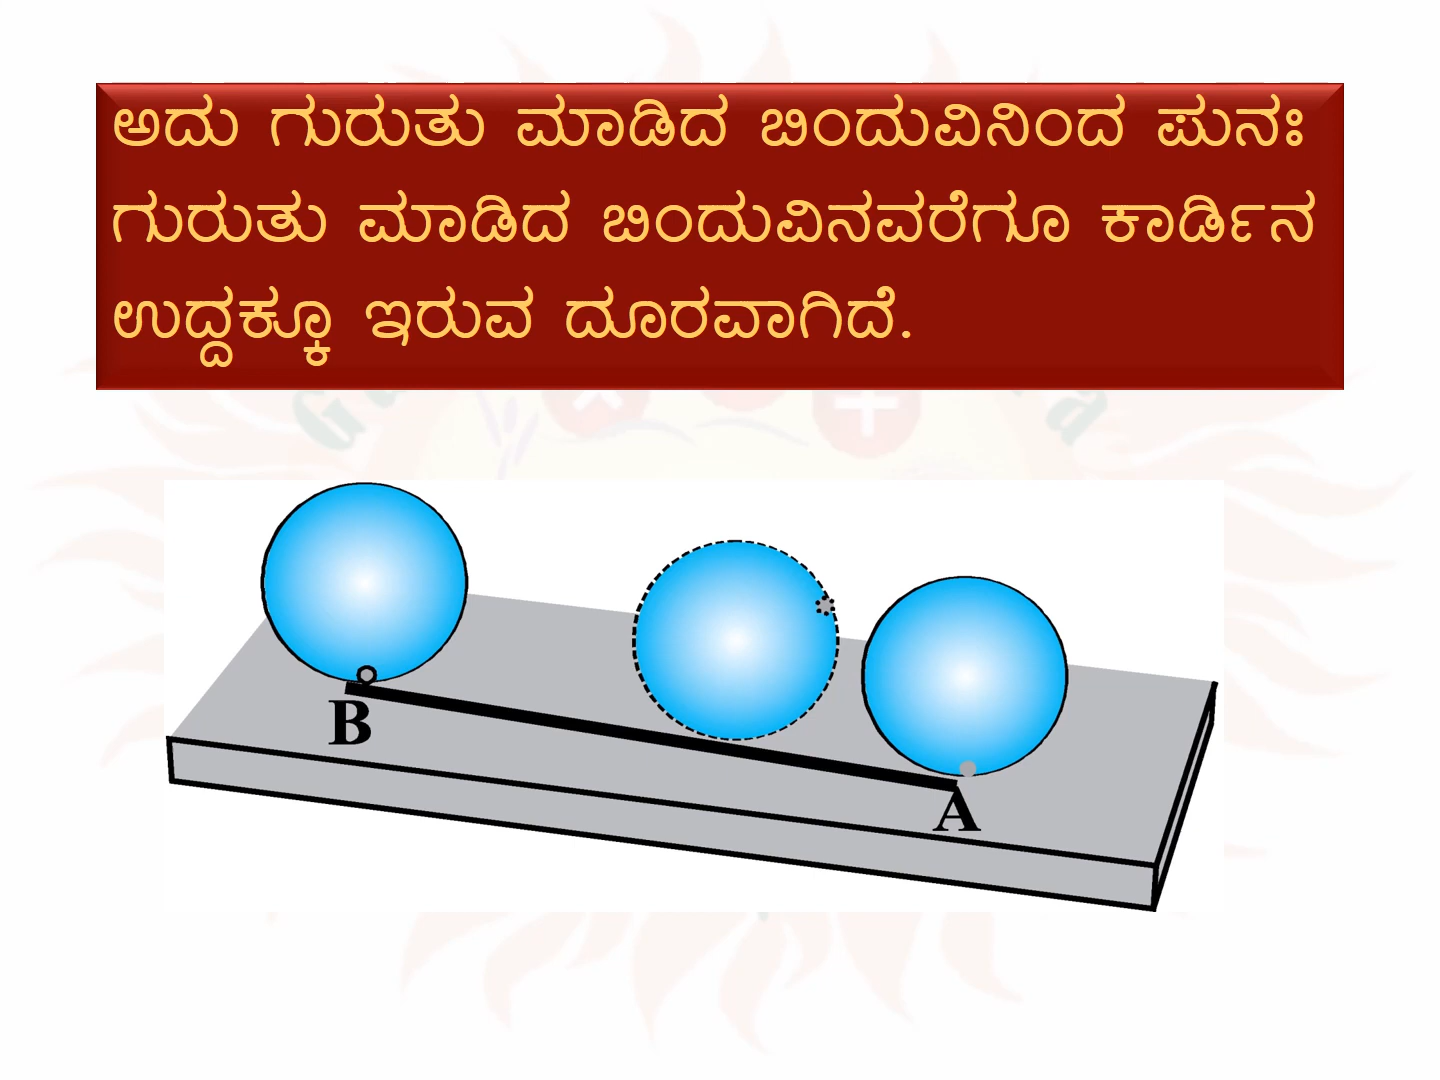 ಅದು ಗುರುತು ಮಾಡಿದ ಬಿಂದುವಿನಿಂದ ಪುನಃ
ಗುರುತು ಮಾಡಿದ ಬಿಂದುವಿನವರೆಗೂ ಕಾರ್ಡಿನ
ಉದ್ದಕ್ಕೂ ಇರುವ ದೂರವಾಗಿದೆ.
B
A